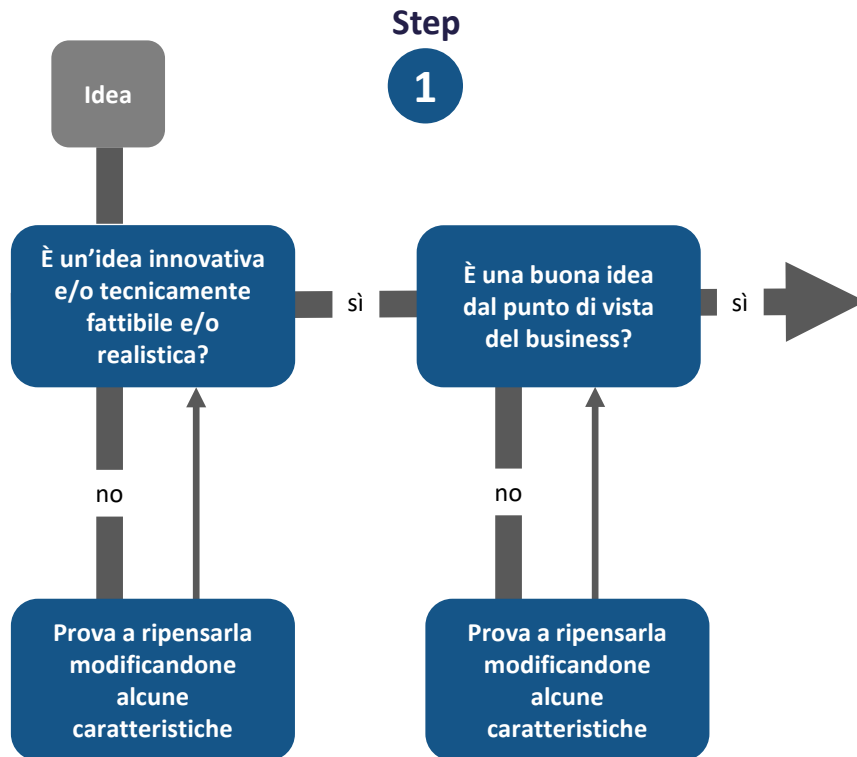 Step
1
Idea
È un’idea innovativa
e/o tecnicamente
fattibile e/o
realistica?
sì
È una buona idea
dal punto di vista
del business?
sì
no
no
Prova a ripensarla
modificandone
alcune
caratteristiche
Prova a ripensarla
modificandone
alcune
caratteristiche